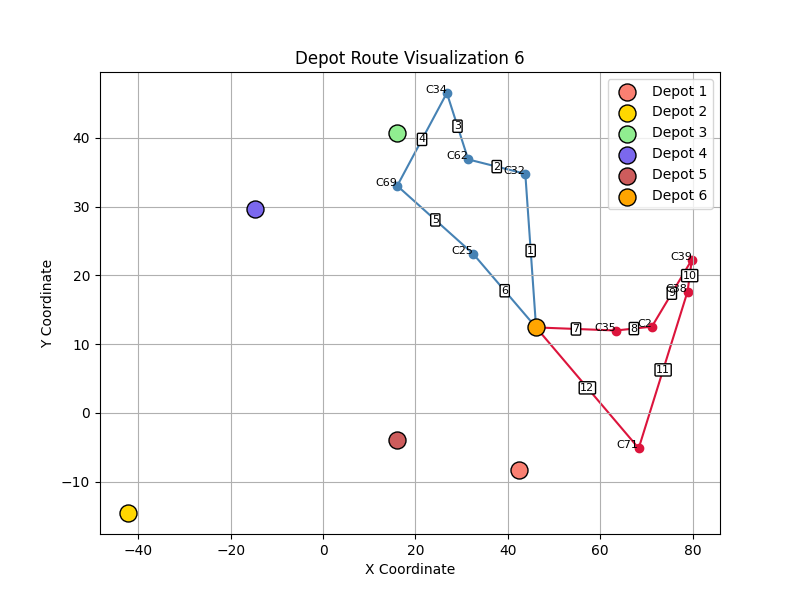 Depot Route Visualization 6
Depot 1
Depot 2
Depot 3
Depot 4
Depot 5
Depot 6
Y Coordinate
40
30
20
10
0
−10
−40
−20
0
20
40
60
80
X Coordinate
C34
3
4
C62
2
C32
C69
5
C25
1
6
C39
10
C38
9
C2
8
C35
7
11
12
C71